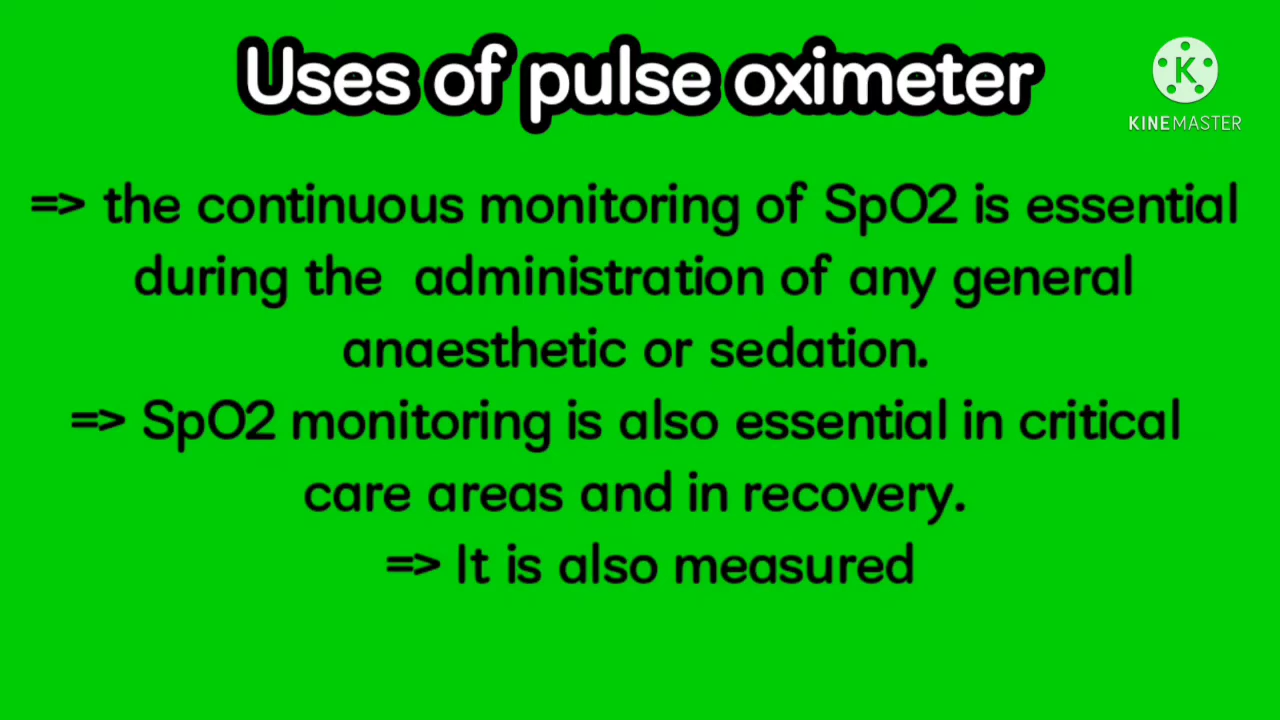 Uses of pulse oximeter
K
KINEMASTER
=> the continuous monitoring of SpO2 is essential
during the administration of any general
anaesthetic or sedation.
=> SpO2 monitoring is also essential in critical
care areas and in recovery.
=> It is also measured